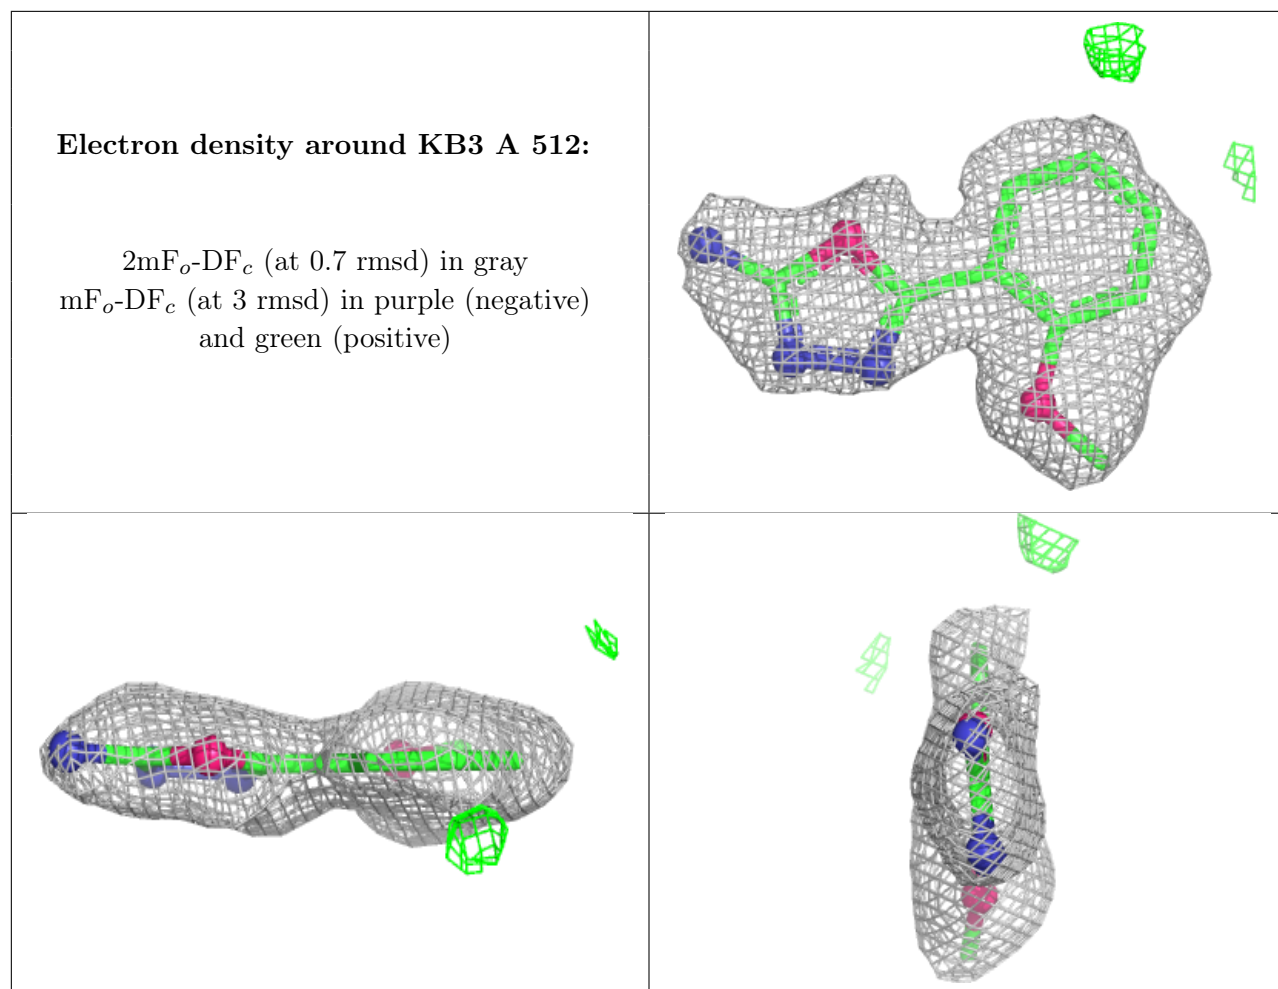 Electron density around KB3 A 512:
2mFo-DFc (at 0.7 rmsd) in gray
mFo-DFc (at 3 rmsd) in purple (negative)
and green (positive)